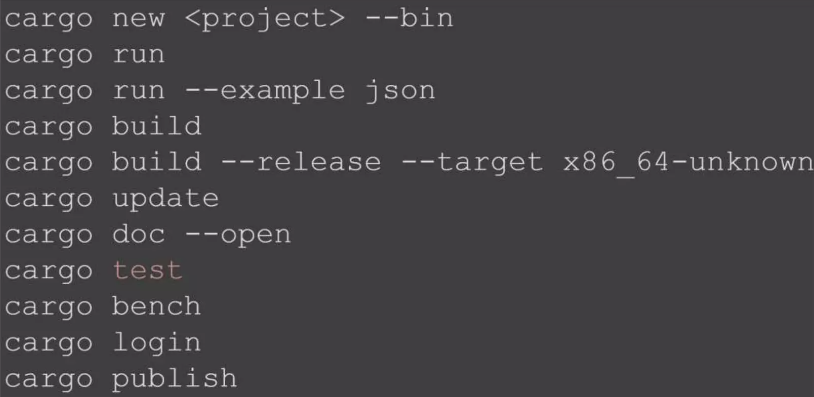 cargo new <project> --bin
cargo run
cargo run --example json
cargo build
cargo build --release --target x86_64-unknown
cargo update
cargo doc --open
cargo test
cargo bench
cargo login
cargo publish